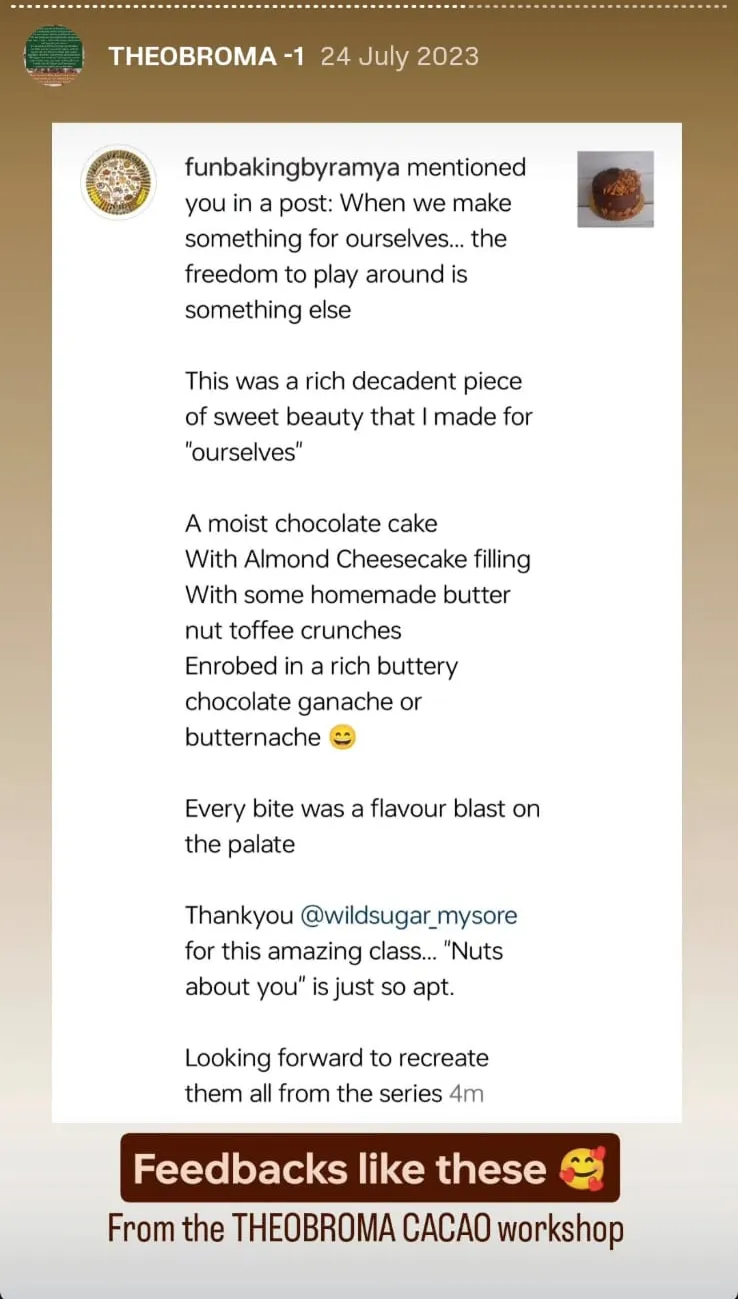 THEOBROMA -1 24 July 2023
funbakingbyramya mentioned
you in a post: When we make
something for ourselves... the
freedom to play around is
something else
This was a rich decadent piece
of sweet beauty that I made for
"ourselves"
A moist chocolate cake
With Almond Cheesecake filling
With some homemade butter
nut toffee crunches
Enrobed in a rich buttery
chocolate ganache or
butternache 😄
Every bite was a flavour blast on
the palate
Thankyou @wildsugar_mysore
for this amazing class... "Nuts
about you" is just so apt.
Looking forward to recreate
them all from the series 4m
Feedbacks like these 🥰
From the THEOBROMA CACAO workshop